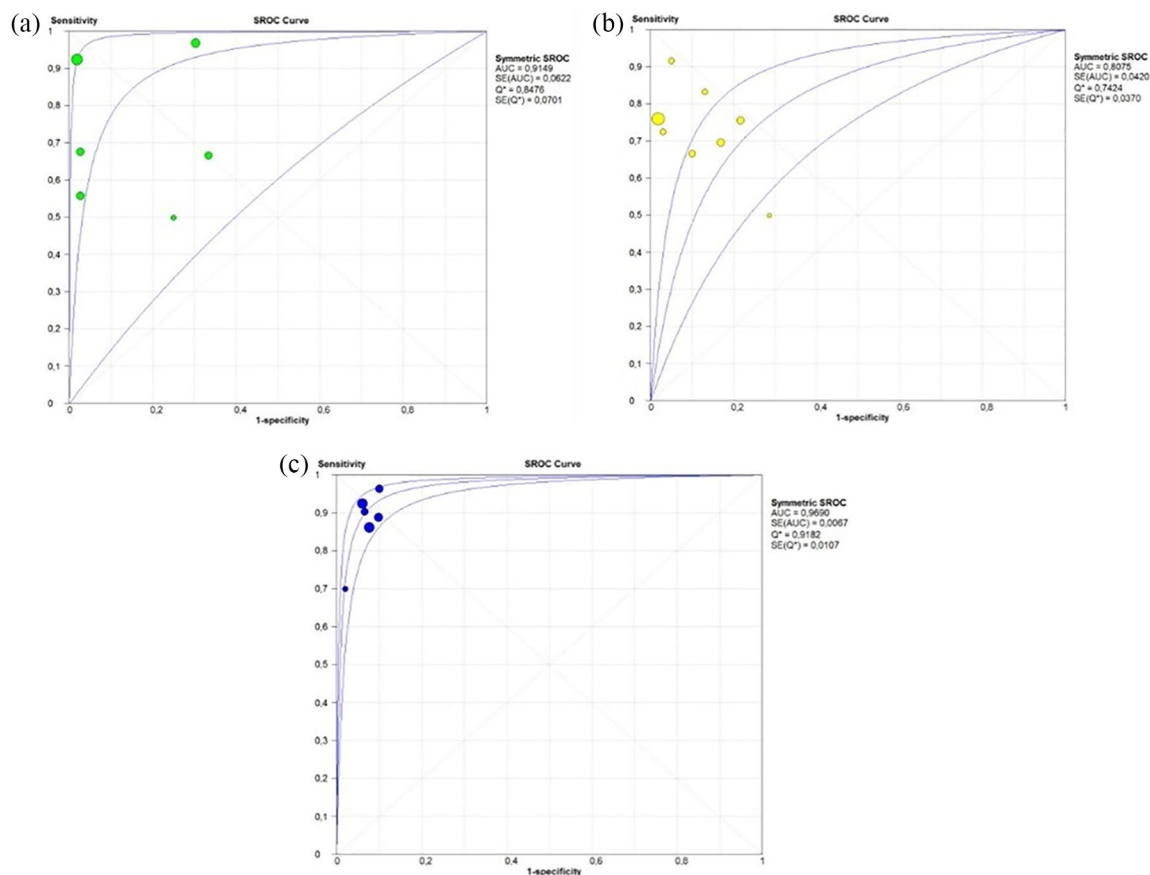 (a)
Sensitivity
SROC Curve
1
0,9
0,8
0,7
0,6
0,5
0,4
0,3
0,2
0,1
0
0
0,2
0,4
0,6
0,8
1
1-specificity
Symmetric SROC
AUC = 0,9149
SE(AUC) = 0,0622
Q* = 0,8476
SE(Q*) = 0,0701
(b)
Sensitivity
SROC Curve
1
0,9
0,8
0,7
0,6
0,5
0,4
0,3
0,2
0,1
0
0
0,2
0,4
0,6
0,8
1
1-specificity
Symmetric SROC
AUC = 0,8075
SE(AUC) = 0,0420
Q* = 0,7424
SE(Q*) = 0,0370
(c)
Sensitivity
SROC Curve
1
0,9
0,8
0,7
0,6
0,5
0,4
0,3
0,2
0,1
0
0
0,2
0,4
0,6
0,8
1
1-specificity
Symmetric SROC
AUC = 0,9690
SE(AUC) = 0,0067
Q* = 0,9182
SE(Q*) = 0,0107